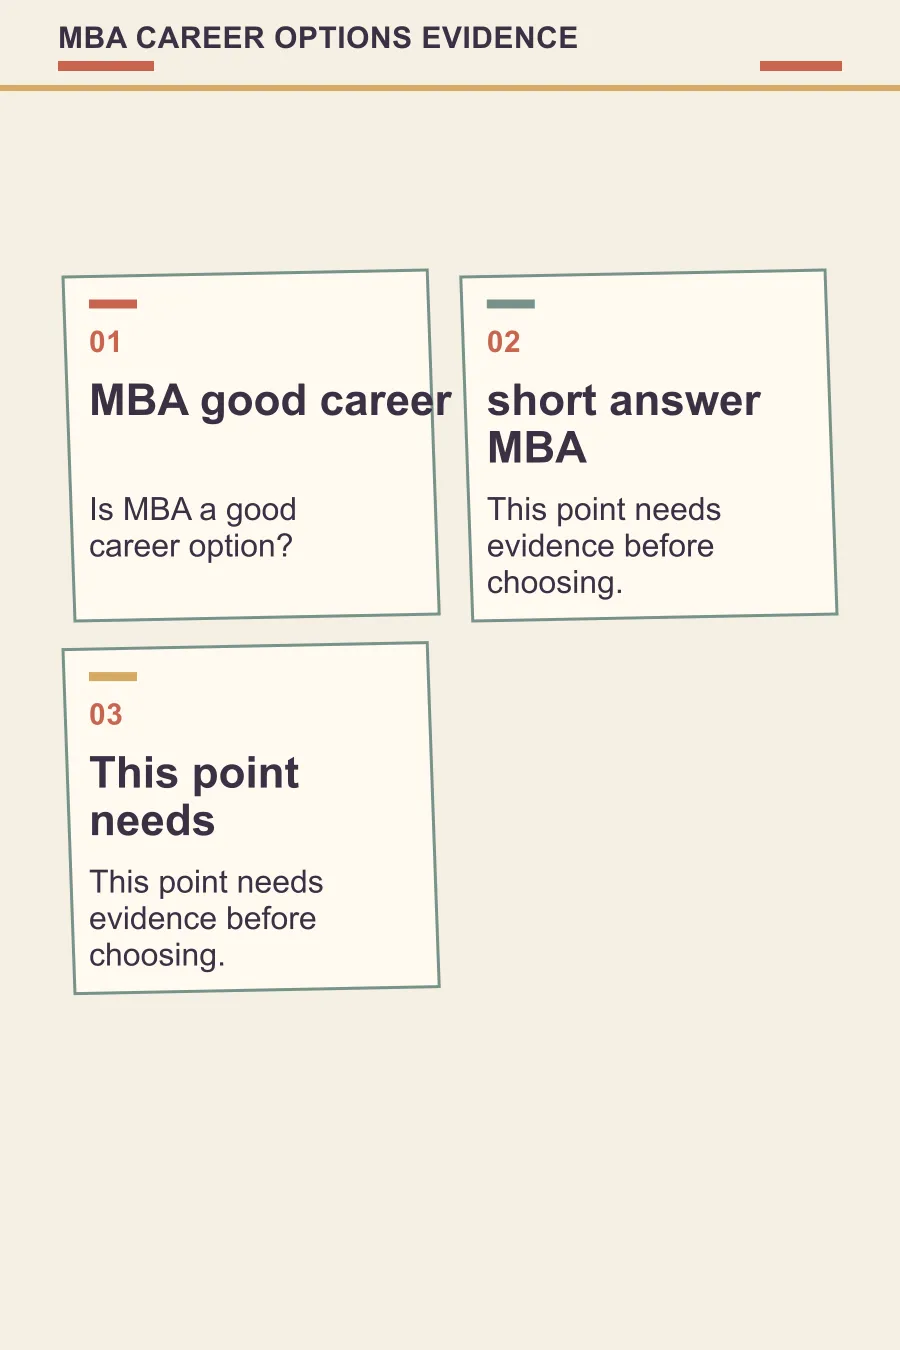 MBA CAREER OPTIONS EVIDENCE
01
MBA good career
Is MBA a good
career option?
02
short answer
MBA
This point needs
evidence before
choosing.
03
This point
needs
This point needs
evidence before
choosing.